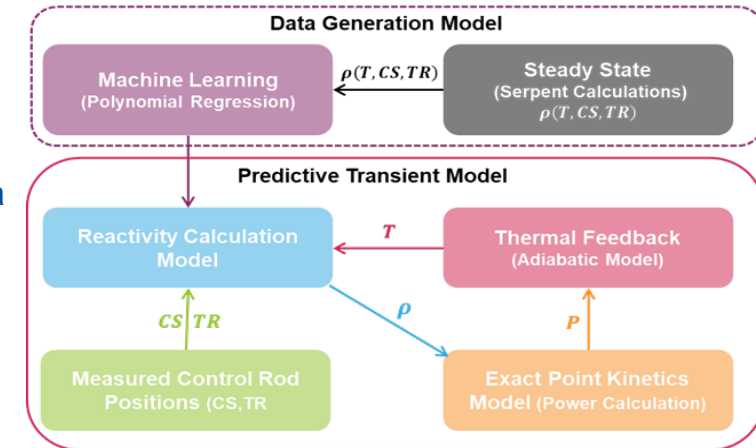 Data Generation Model
Machine Learning
(Polynomial Regression)
ρ(T, CS, TR)
Steady State
(Serpent Calculations)
ρ(T, CS, TR)
Predictive Transient Model
Reactivity Calculation
Model
T
Thermal Feedback
(Adiabatic Model)
CS TR
ρ
P
Measured Control Rod
Positions (CS,TR
Exact Point Kinetics
Model (Power Calculation)